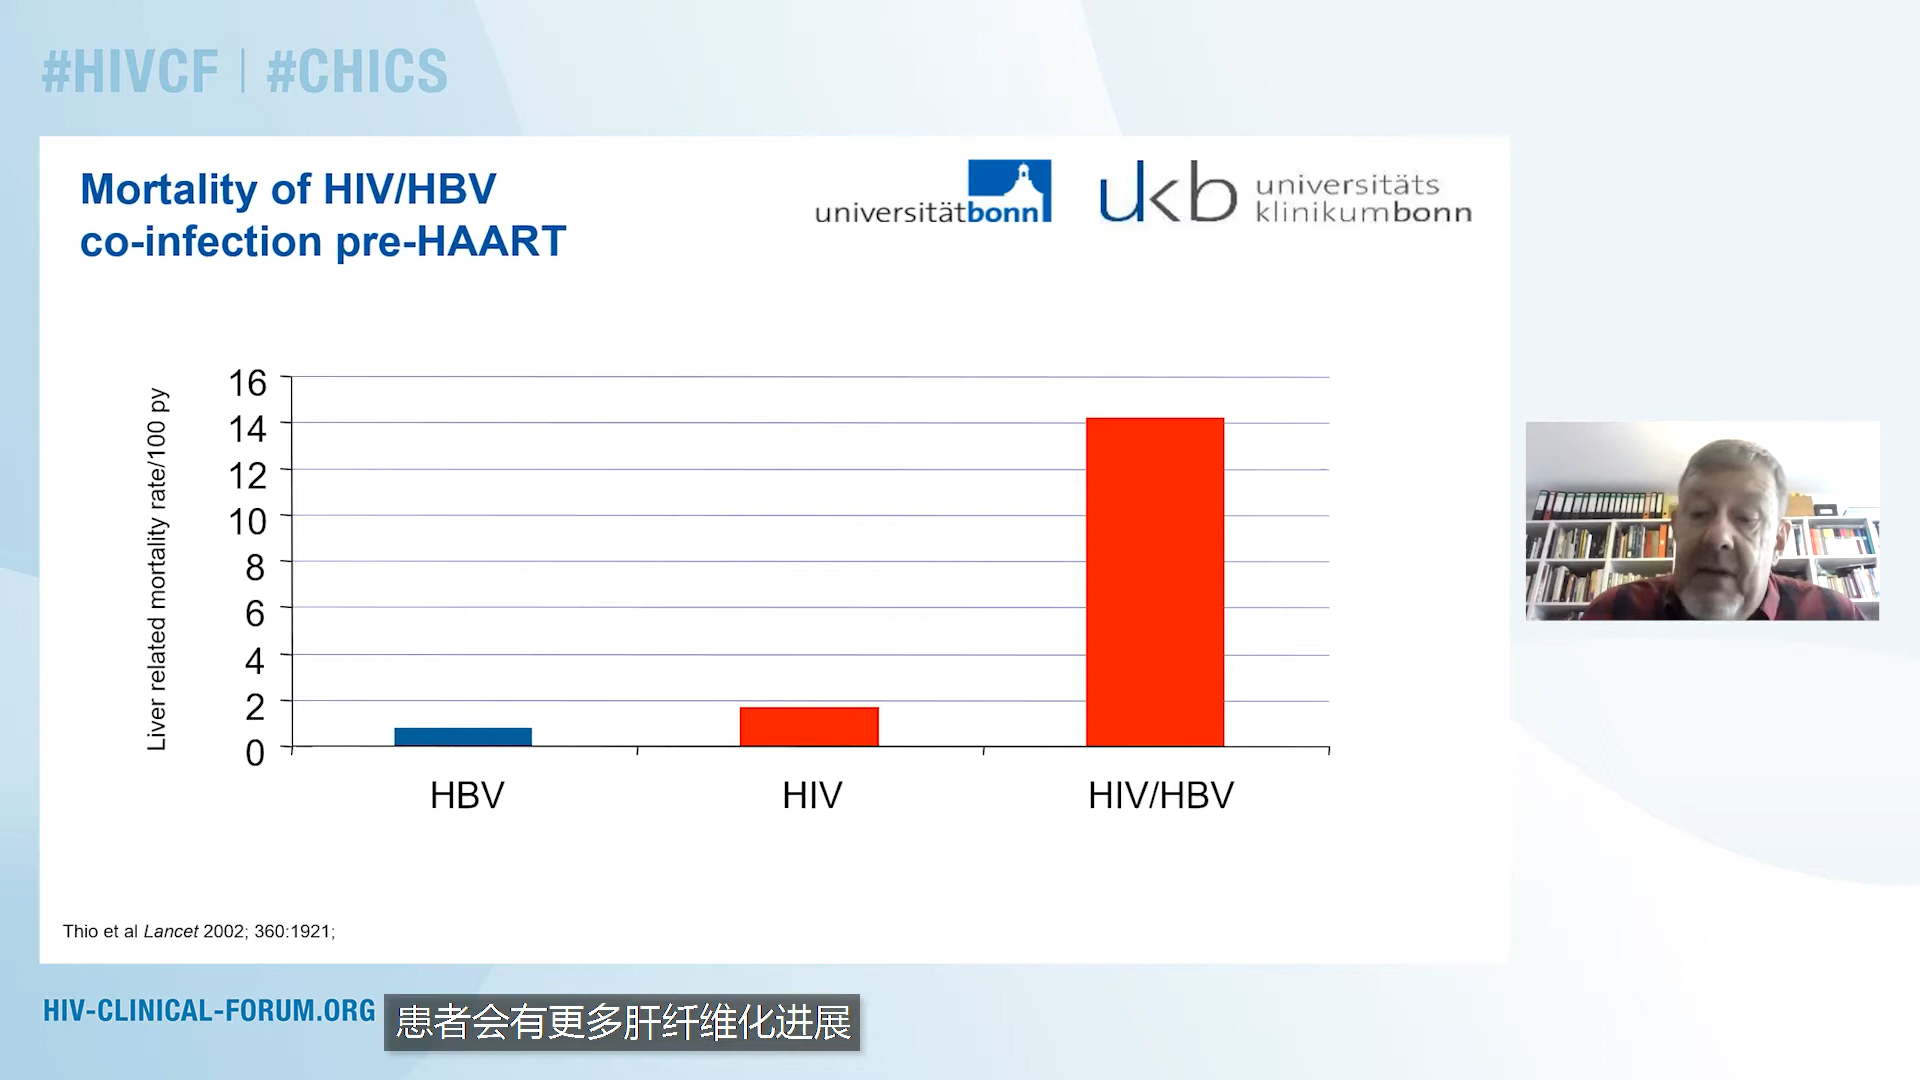 #HIVCF | #CHICS
Mortality of HIV/HBV
co-infection pre-HAART
universitätbonn
ukb universitäts
klinikumbonn
Liver related mortality rate/100 py
16
14
12
10
8
6
4
2
0
HBV HIV HIV/HBV
Thio et al Lancet 2002; 360:1921;
HIV-CLINICAL-FORUM.ORG
患者会有更多肝纤维化进展